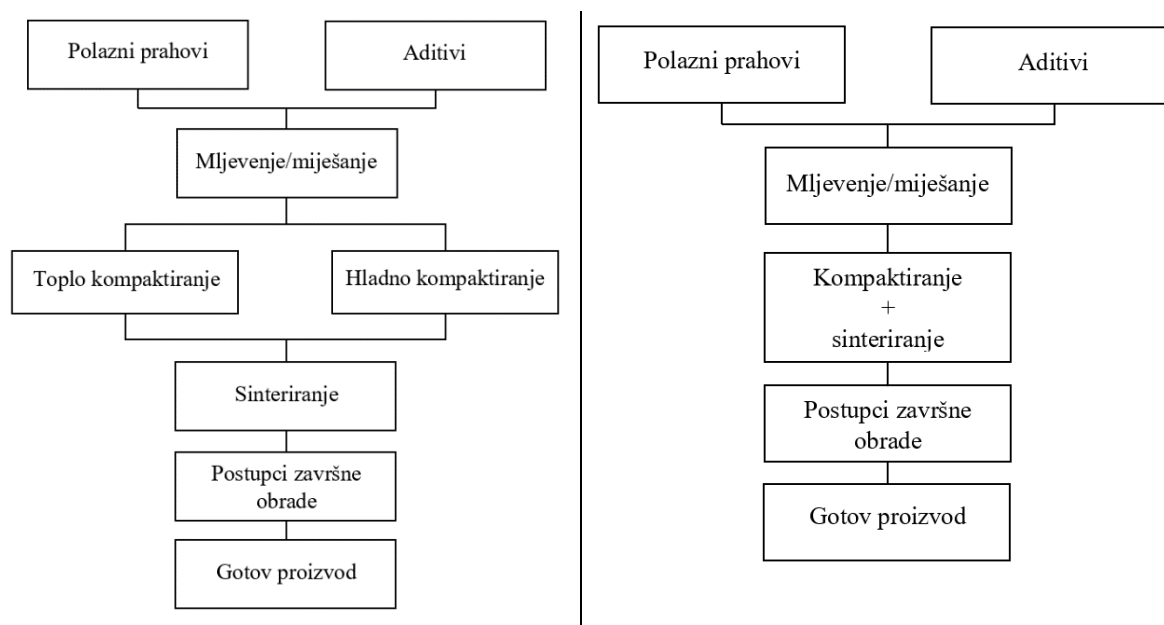 Polazni prahovi
Aditivi
Mljevenje/miješanje
Toplo kompaktiranje
Hladno kompaktiranje
Sinteriranje
Postupci završne
obrade
Gotov proizvod
Polazni prahovi
Aditivi
Mljevenje/miješanje
Kompaktiranje
+
sinteriranje
Postupci završne
obrade
Gotov proizvod